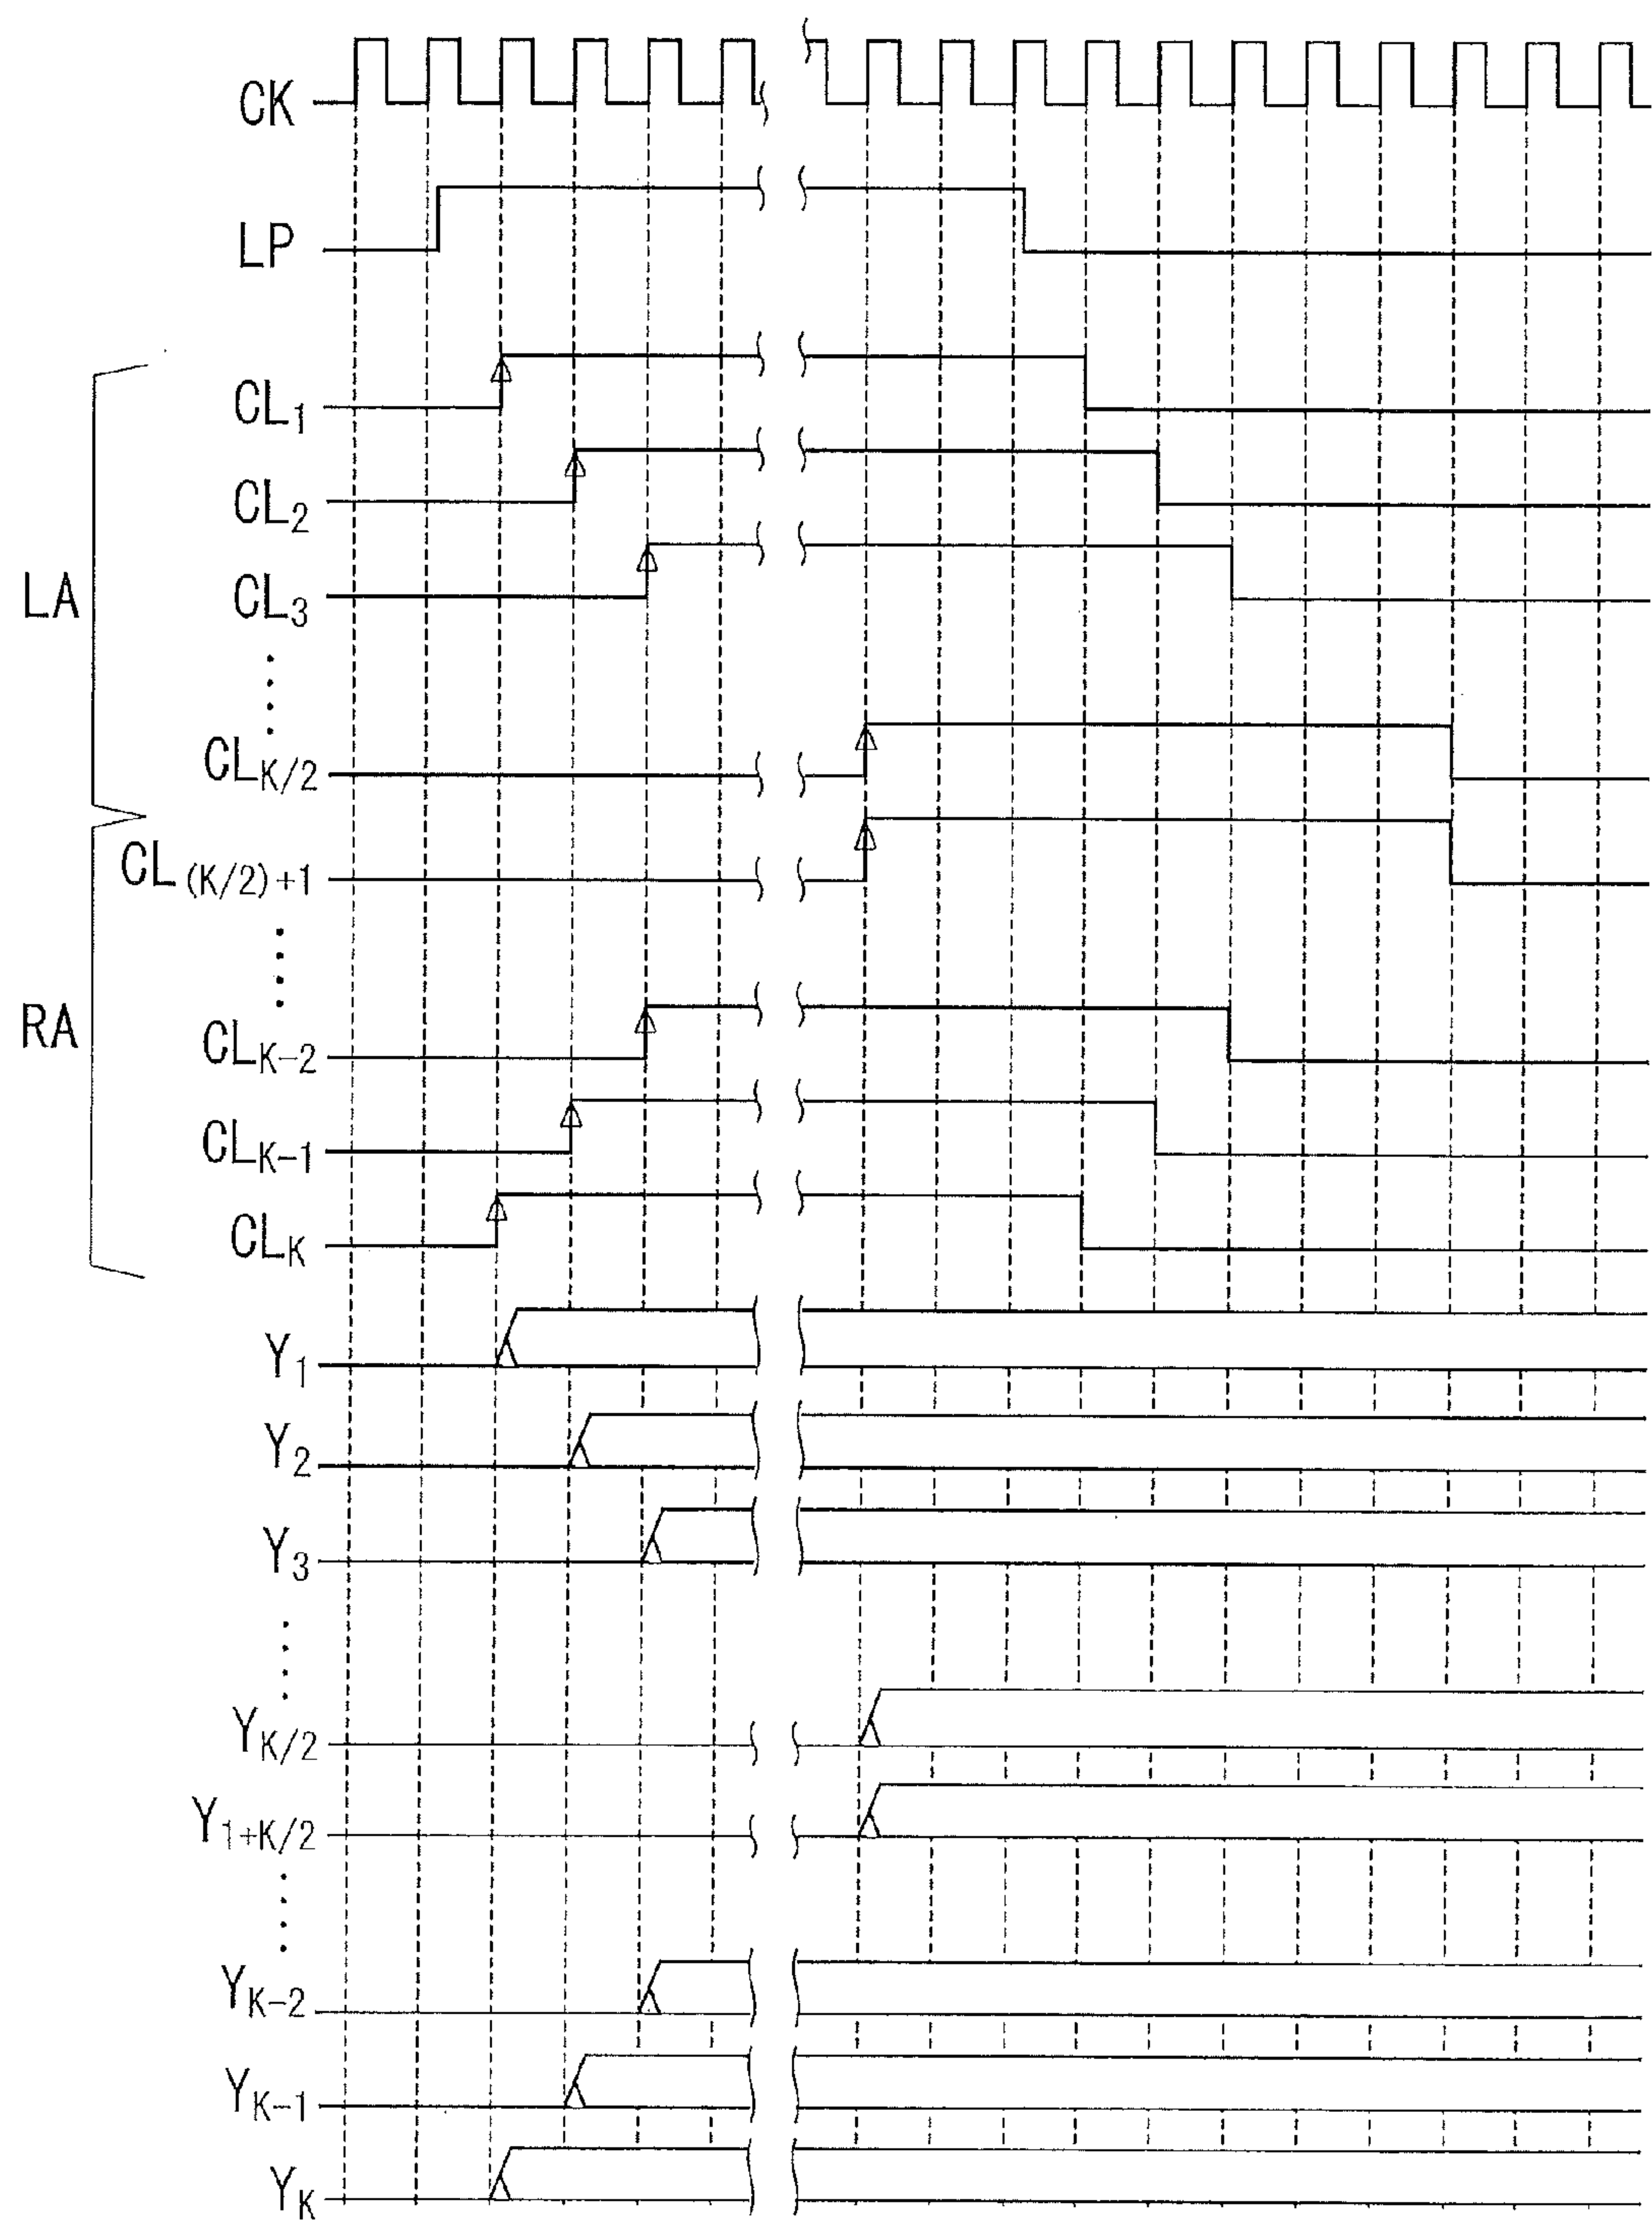 CK
LP
CL1
CL2
LA
CL3
CLK/2
CL(K/2)+1
RA
CLK-2
CLK-1
CLK
Y1
Y2
Y3
YK/2
Y1+K/2
YK-2
YK-1
YK